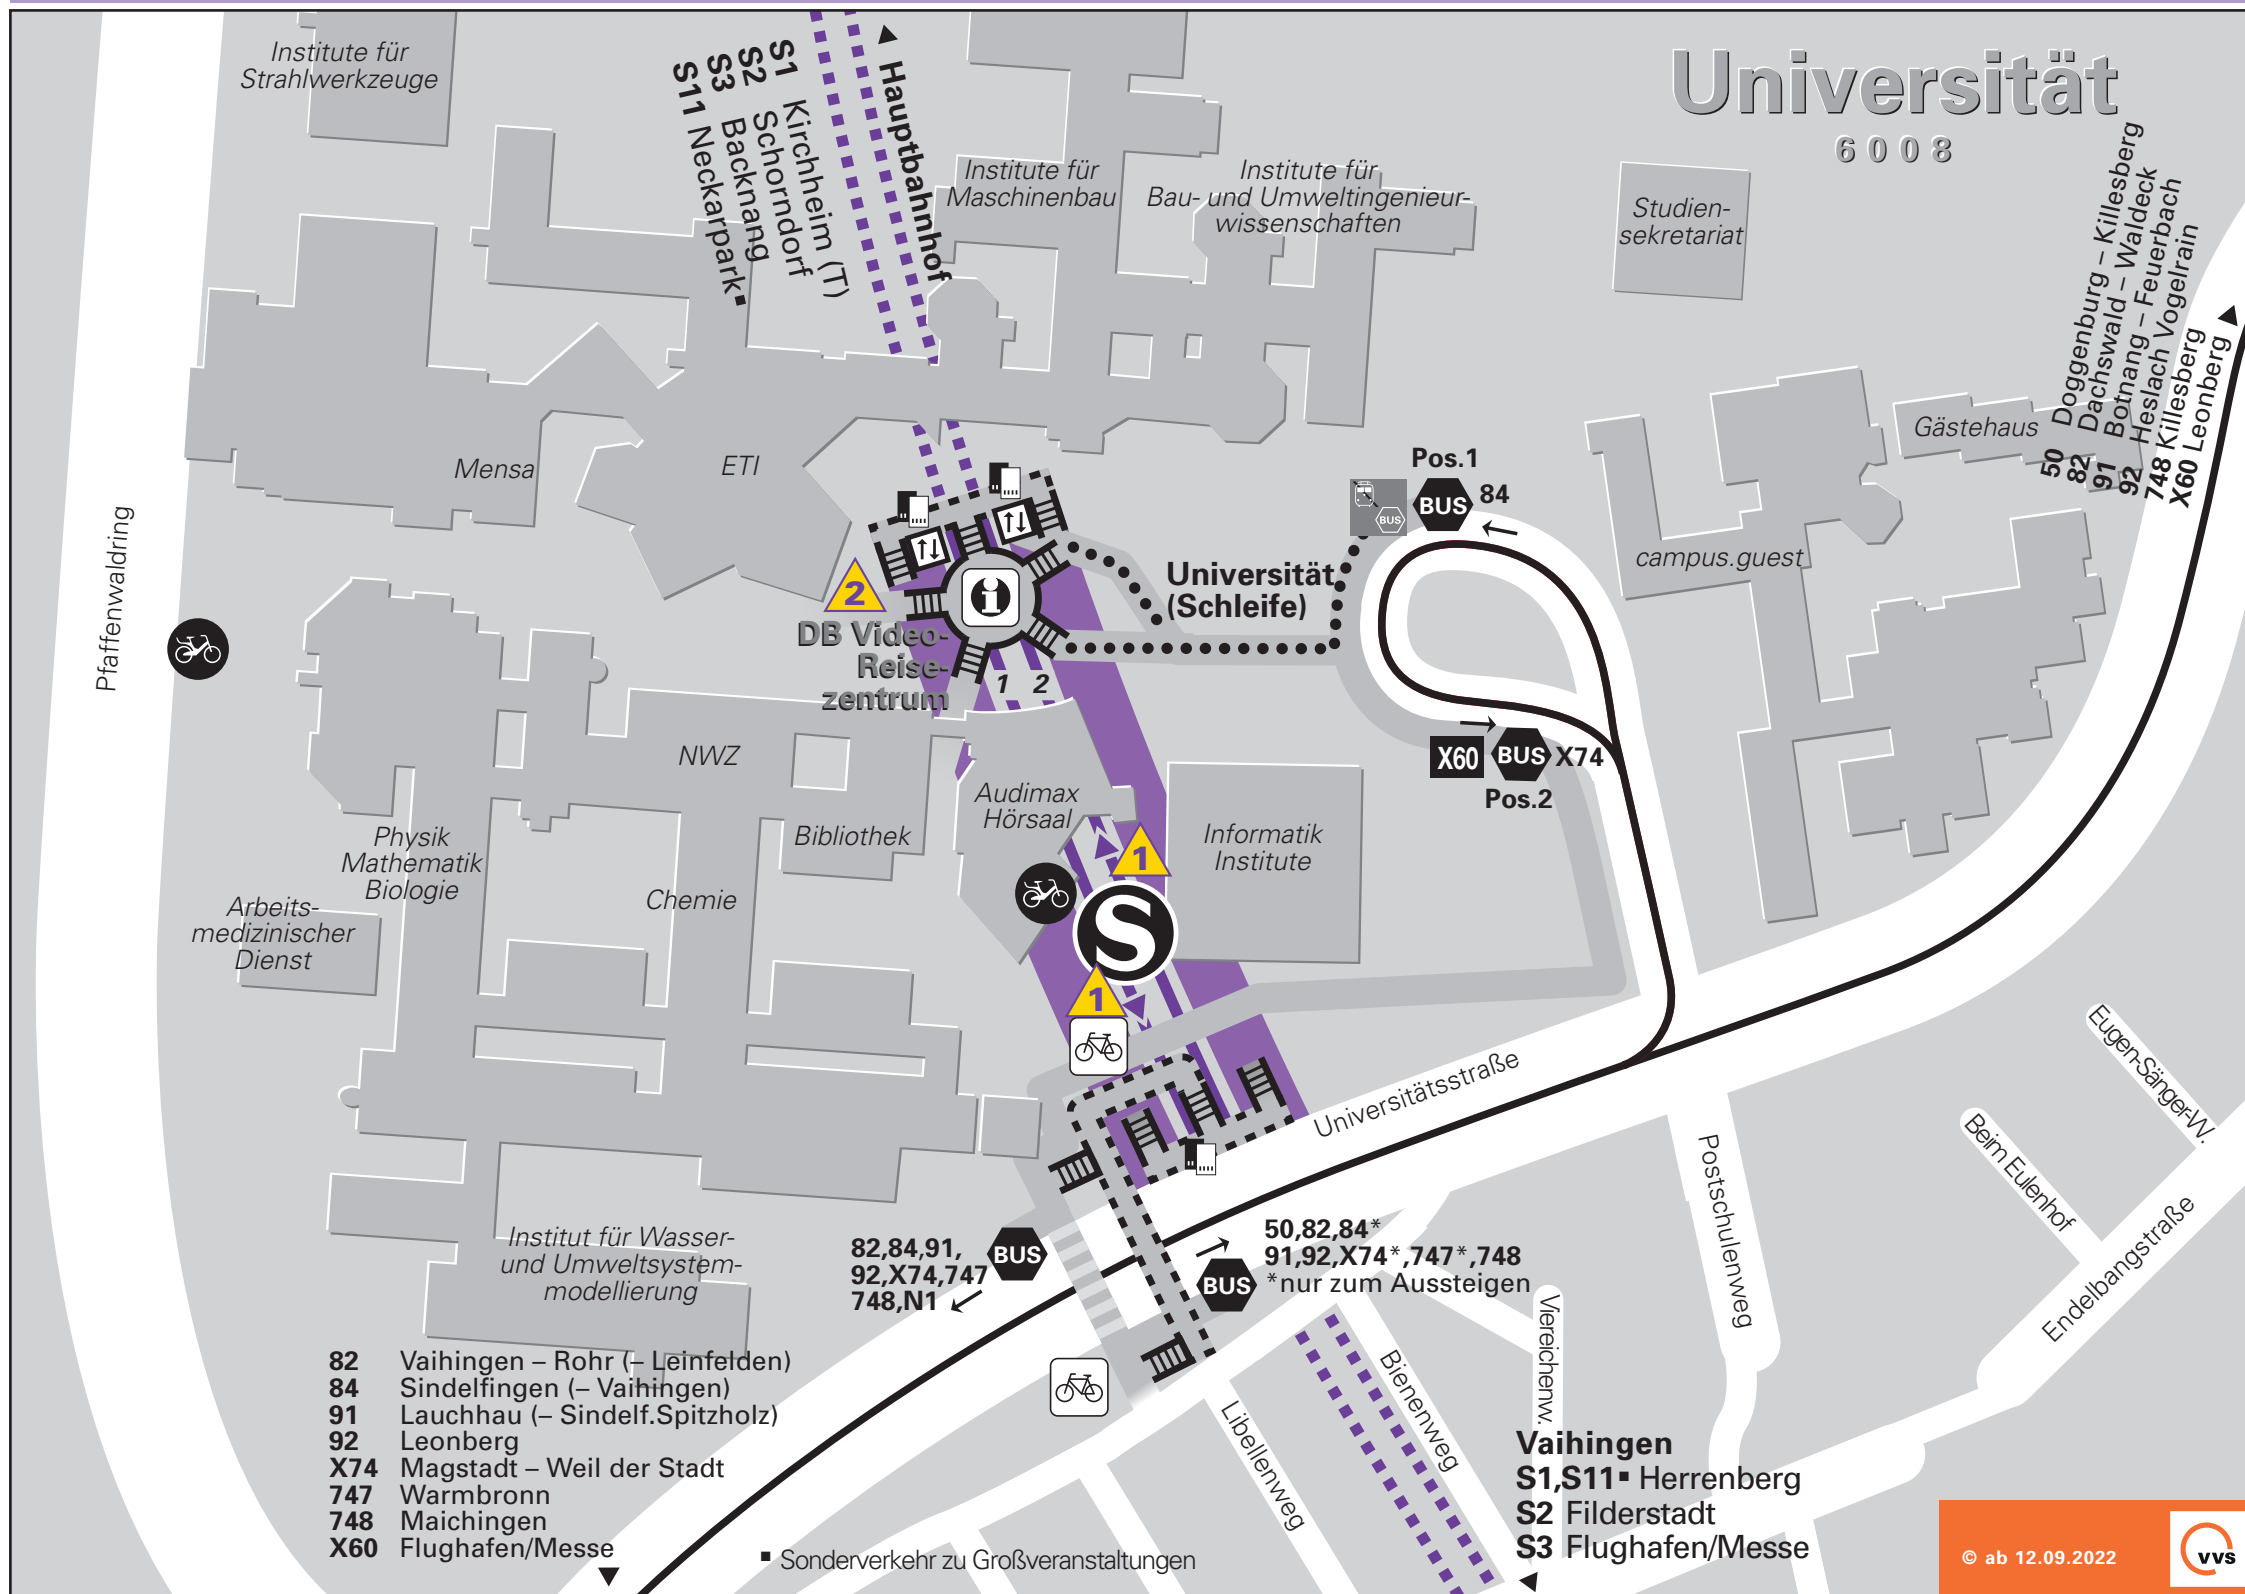 Universität
6008
Institute für
Strahlwerkzeuge
S1 Kirchheim (T)
S2 Schorndorf
S3 Backnang
S11 Neckarpark▪
Hauptbahnhof
Institute für
Maschinenbau
Institute für
Bau- und Umweltingenieur-
wissenschaften
Studien-
sekretariat
50 Doggenburg – Killesberg
82 Dachswald – Waldeck
91 Botnang – Feuerbach
92 Heslach Vogelrain
748 Killesberg
X60 Leonberg
Gästehaus
campus.guest
Mensa
ETI
Pos.1
BUS
BUS 84
Pfaffenwaldring
2
i
DB Video-
Reise-
zentrum
1 2
Universität
(Schleife)
X60 BUS X74
Pos.2
NWZ
Audimax
Hörsaal
Bibliothek
Informatik
Institute
Physik
Mathematik
Biologie
Chemie
Arbeits-
medizinischer
Dienst
1
S
1
Universitätsstraße
Eugen-Sänger-W.
Beim Eulenhof
Postschulenweg
Endelbangstraße
Institut für Wasser-
und Umweltsystem-
modellierung
82,84,91,
92,X74,747
748,N1
BUS
50,82,84*
91,92,X74*,747*,748
*nur zum Aussteigen
BUS
Viereichenw.
Bienenweg
Libellenweg
82 Vaihingen – Rohr (– Leinfelden)
84 Sindelfingen (– Vaihingen)
91 Lauchhau (– Sindelf.Spitzholz)
92 Leonberg
X74 Magstadt – Weil der Stadt
747 Warmbronn
748 Maichingen
X60 Flughafen/Messe
▪ Sonderverkehr zu Großveranstaltungen
Vaihingen
S1,S11▪ Herrenberg
S2 Filderstadt
S3 Flughafen/Messe
© ab 12.09.2022
vvs